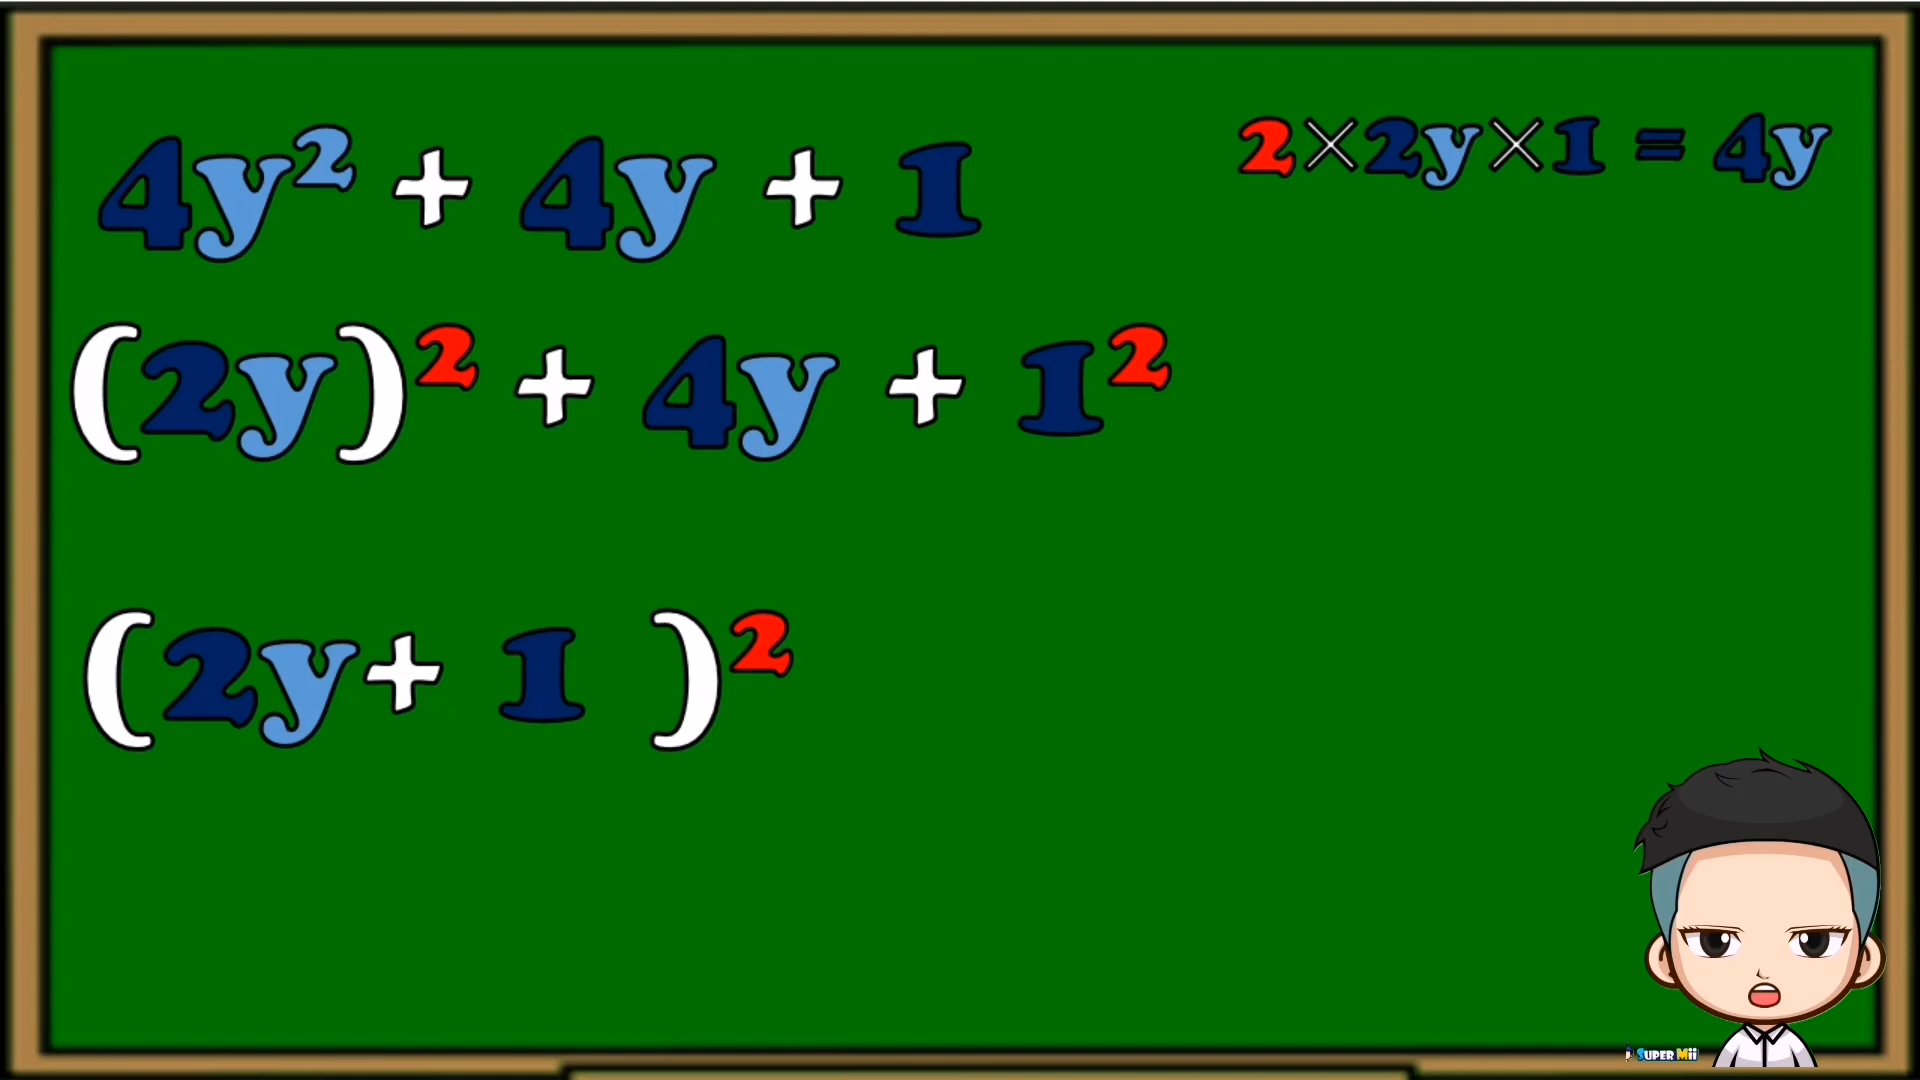 4y² + 4y + 1
2×2y×1 = 4y
(2y)² + 4y + 1²
(2y+ 1 )²
SUPER Mii